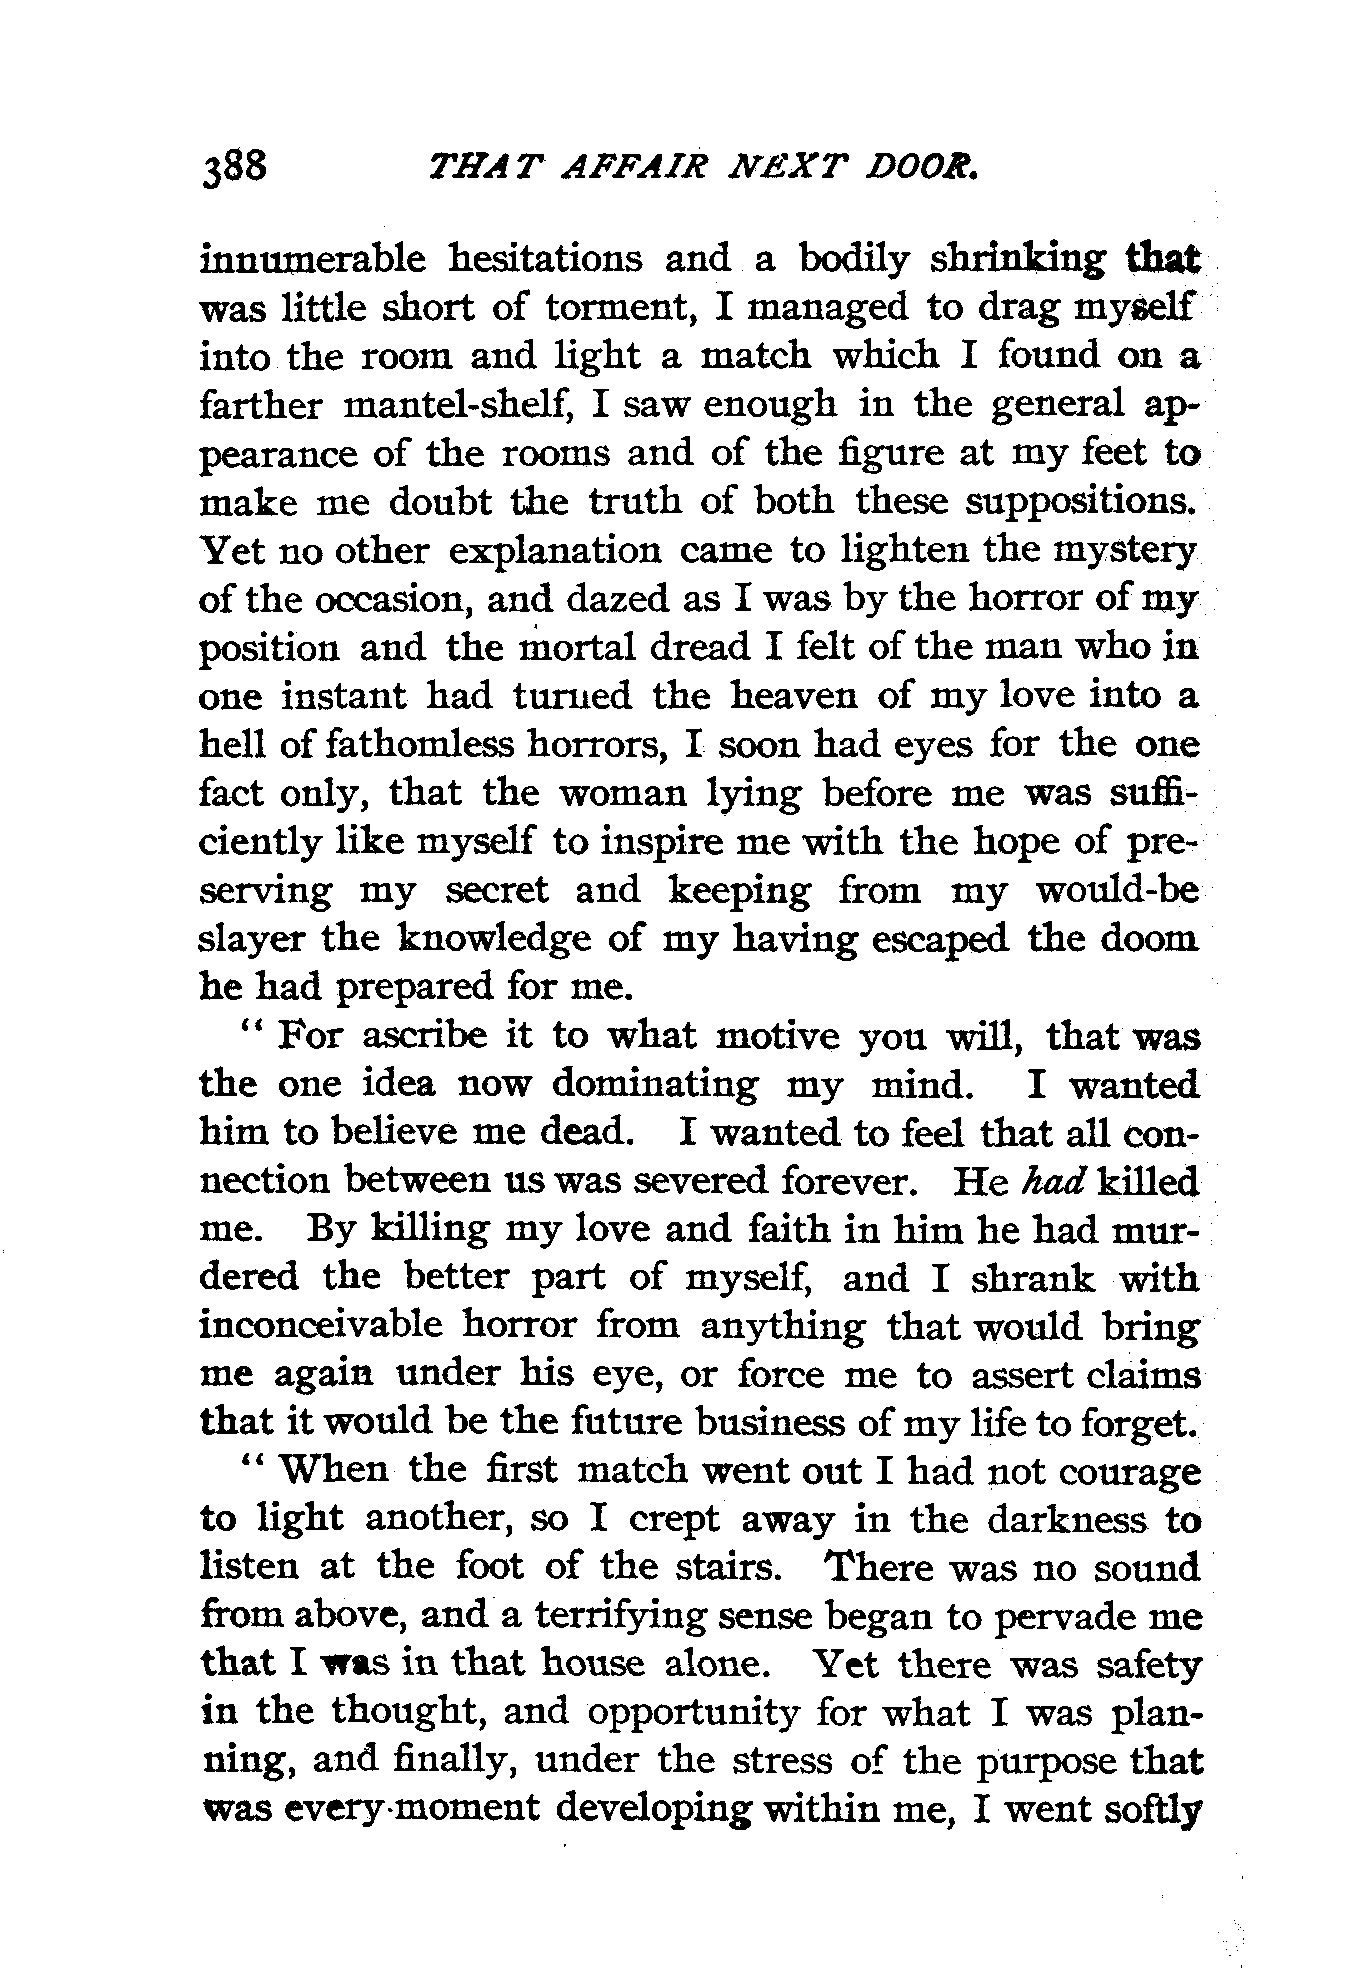 388 THAT AFFAIR NEXT DOOR.
innumerable hesitations and a bodily shrinking that
was little short of torment, I managed to drag myself
into the room and light a match which I found on a
farther mantel-shelf, I saw enough in the general ap-
pearance of the rooms and of the figure at my feet to
make me doubt the truth of both these suppositions.
Yet no other explanation came to lighten the mystery
of the occasion, and dazed as I was by the horror of my
position and the mortal dread I felt of the man who in
one instant had turned the heaven of my love into a
hell of fathomless horrors, I soon had eyes for the one
fact only, that the woman lying before me was suffi-
ciently like myself to inspire me with the hope of pre-
serving my secret and keeping from my would-be
slayer the knowledge of my having escaped the doom
he had prepared for me.
“ For ascribe it to what motive you will, that was
the one idea now dominating my mind. I wanted
him to believe me dead. I wanted to feel that all con-
nection between us was severed forever. He had killed
me. By killing my love and faith in him he had mur-
dered the better part of myself, and I shrank with
inconceivable horror from anything that would bring
me again under his eye, or force me to assert claims
that it would be the future business of my life to forget.
“ When the first match went out I had not courage
to light another, so I crept away in the darkness to
listen at the foot of the stairs. There was no sound
from above, and a terrifying sense began to pervade me
that I was in that house alone. Yet there was safety
in the thought, and opportunity for what I was plan-
ning, and finally, under the stress of the purpose that
was every moment developing within me, I went softly